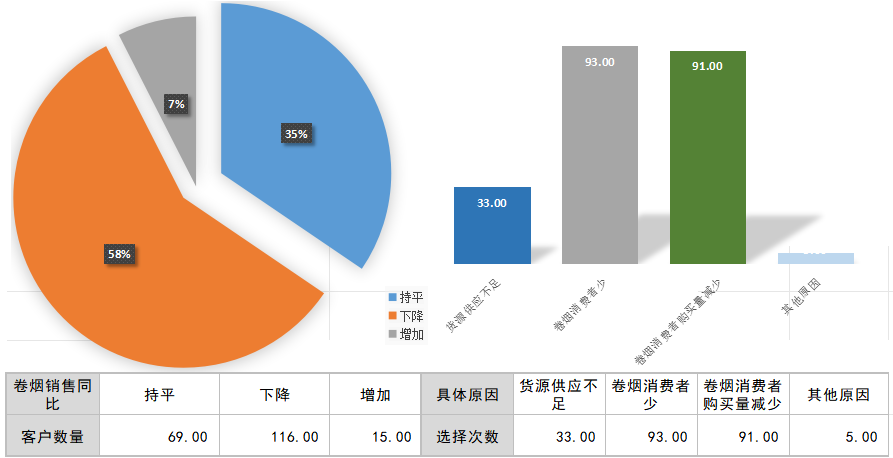 7%
35%
58%
持平
下降
增加
93.00
91.00
33.00
货源供应不足
卷烟消费者少
卷烟消费者购买量减少
其他原因
卷烟销售同
比
持平
下降
增加
具体原因
货源供应不
足
卷烟消费者
少
卷烟消费者
购买量减少
其他原因
客户数量
69.00
116.00
15.00
选择次数
33.00
93.00
91.00
5.00